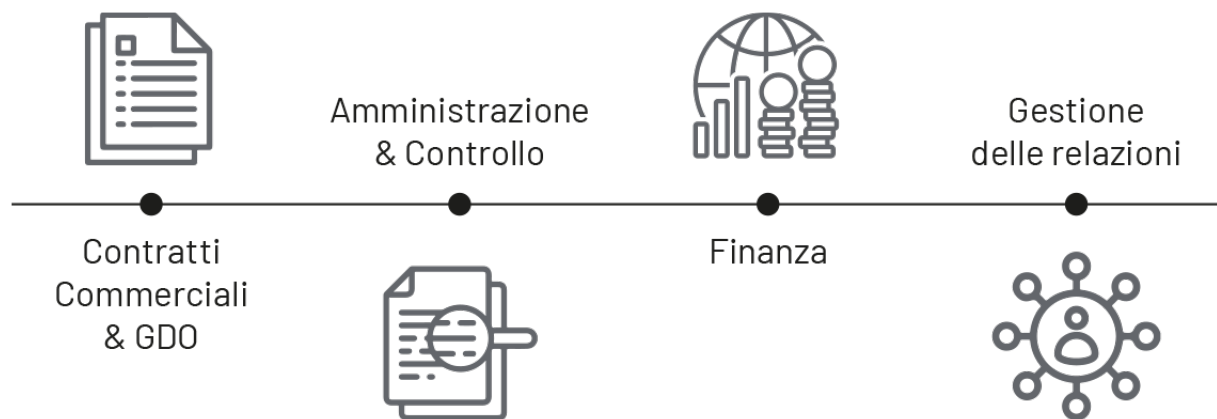 Contratti
Commerciali
& GDO
Amministrazione
& Controllo
Finanza
Gestione
delle relazioni